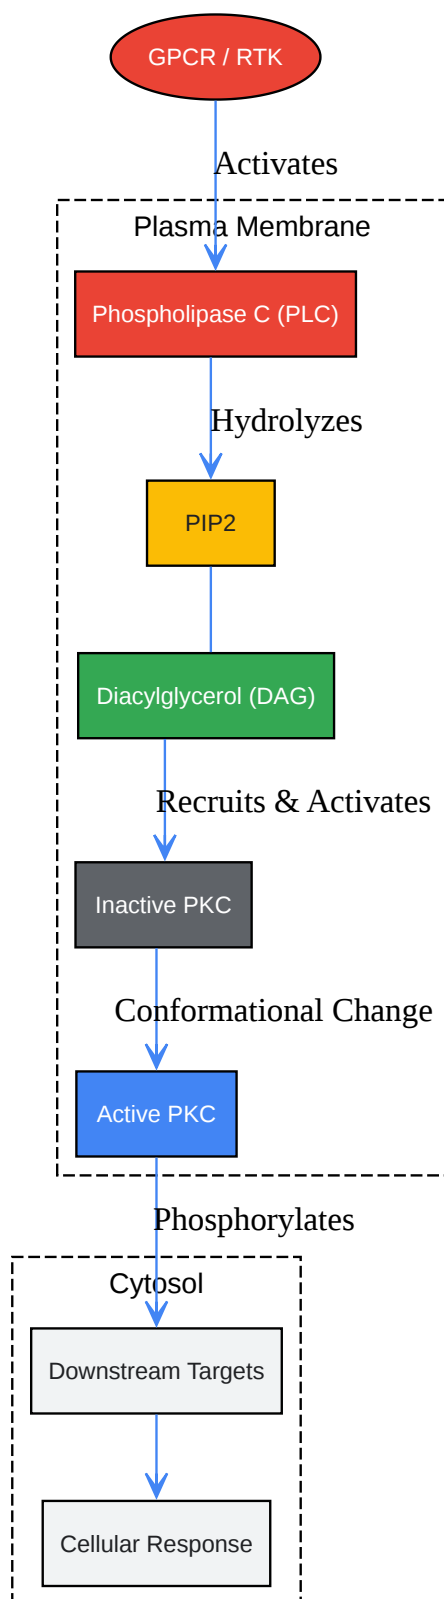 GPCR / RTK
Activates
Plasma Membrane
Phospholipase C (PLC)
Hydrolyzes
PIP2
Diacylglycerol (DAG)
Recruits & Activates
Inactive PKC
Conformational Change
Active PKC
Phosphorylates
Cytosol
Downstream Targets
Cellular Response